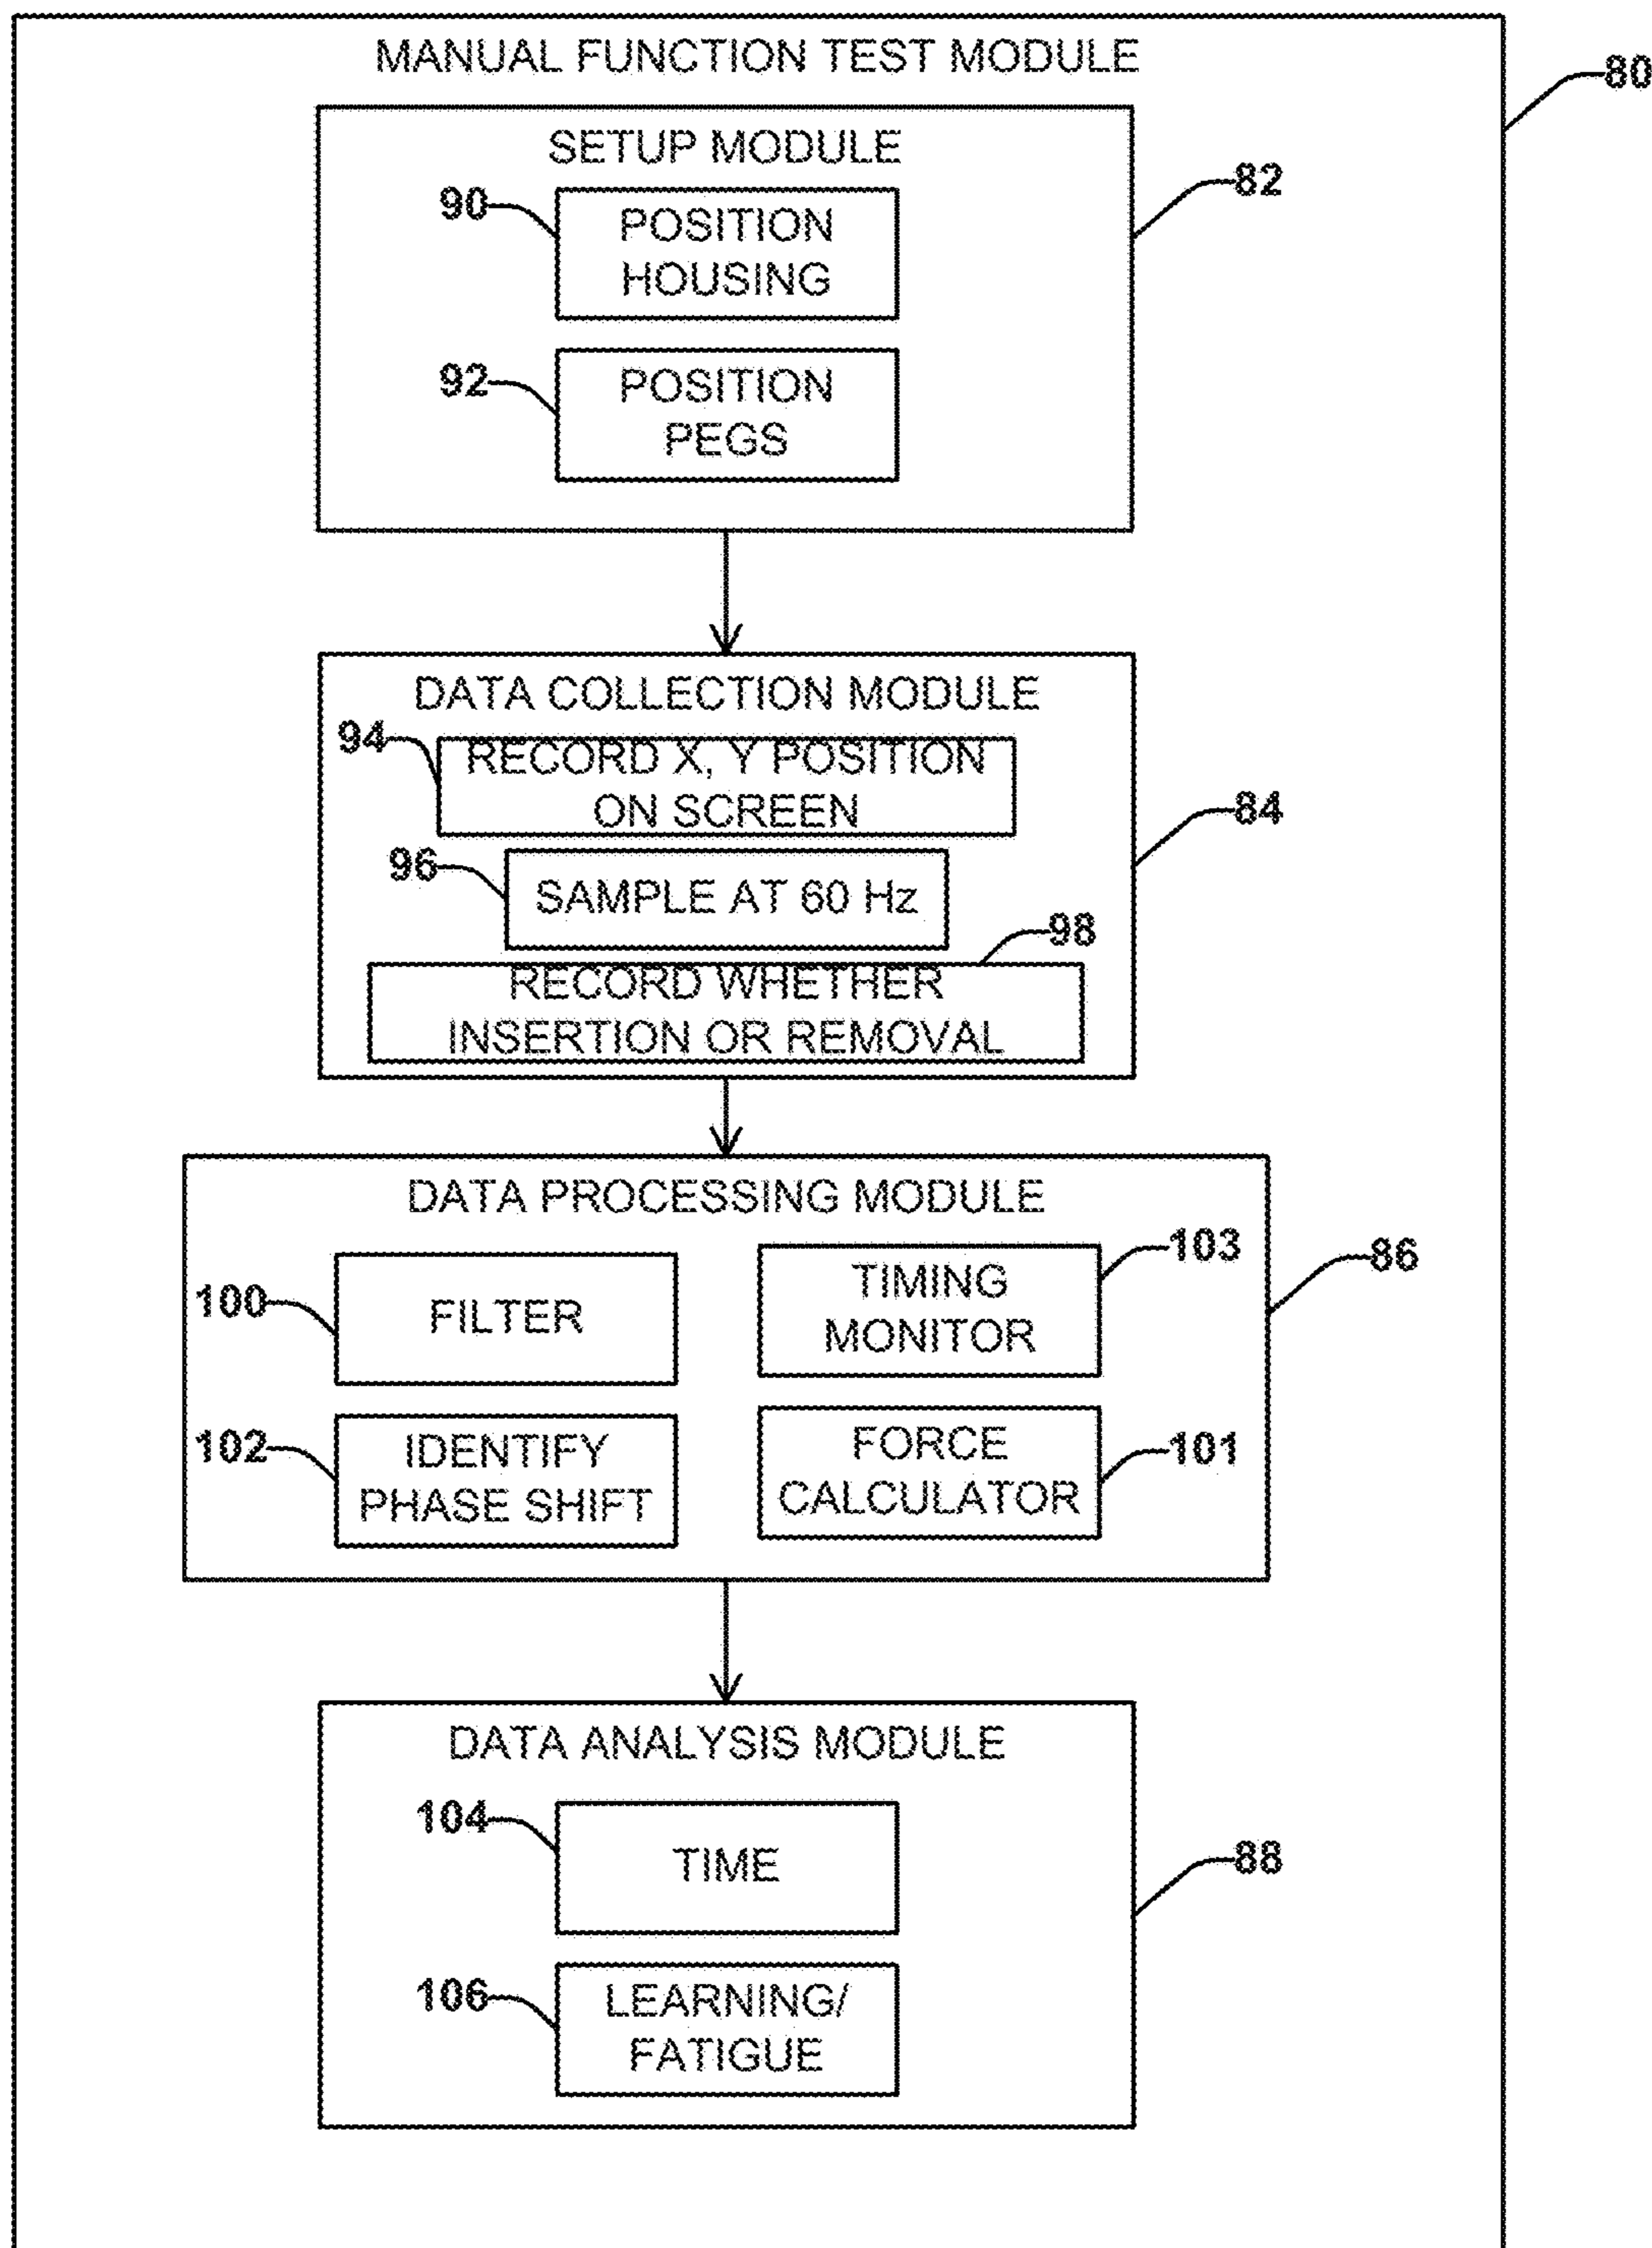 MANUAL FUNCTION TEST MODULE
80
SETUP MODULE
82
90
POSITION
HOUSING
92
POSITION
PEGS
DATA COLLECTION MODULE
94
RECORD X, Y POSITION
ON SCREEN
84
96
SAMPLE AT 60 Hz
98
RECORD WHETHER
INSERTION OR REMOVAL
DATA PROCESSING MODULE
86
100
FILTER
103
TIMING
MONITOR
102
IDENTIFY
PHASE SHIFT
101
FORCE
CALCULATOR
DATA ANALYSIS MODULE
104
TIME
88
106
LEARNING/
FATIGUE